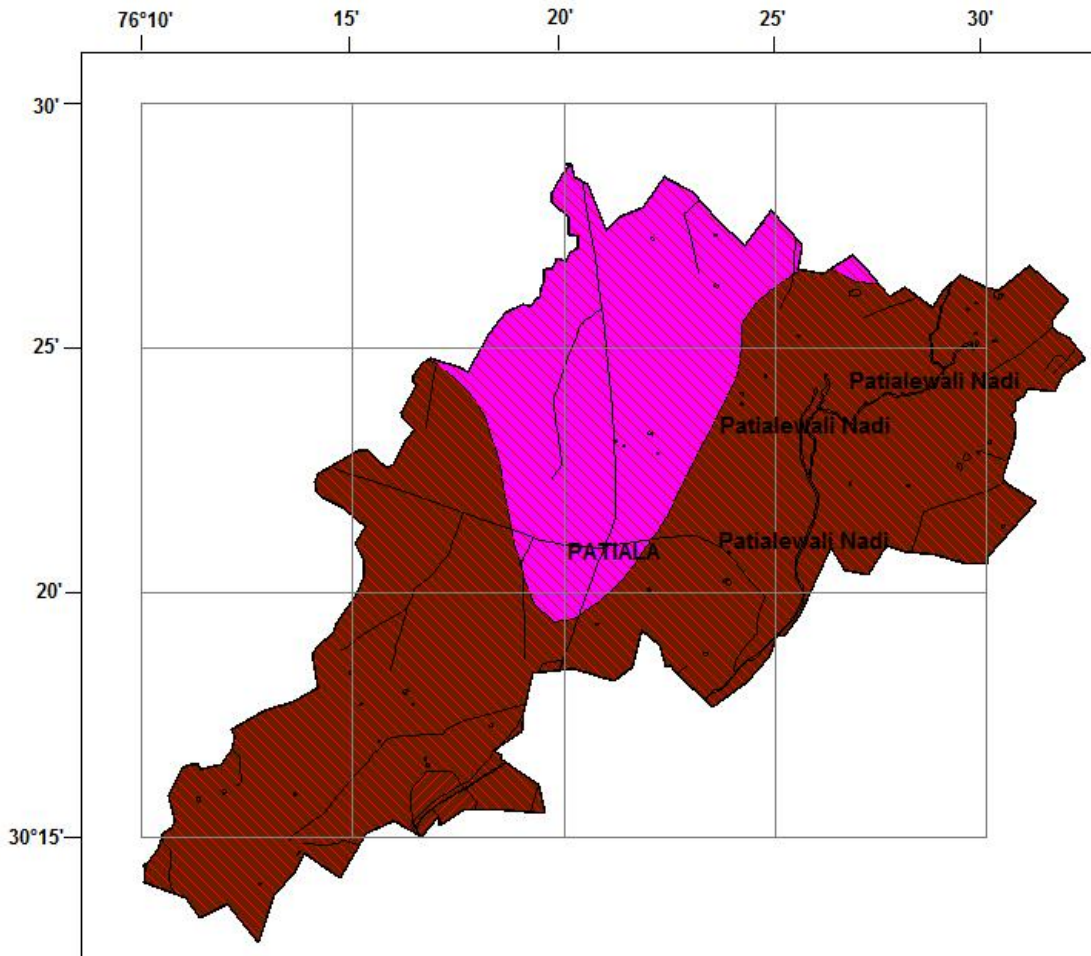 76°10' 15' 20' 25' 30'
30'
25'
Patialewali Nadi
Patialewali Nadi
Patialewali Nadi
PATIALA
20'
30°15'